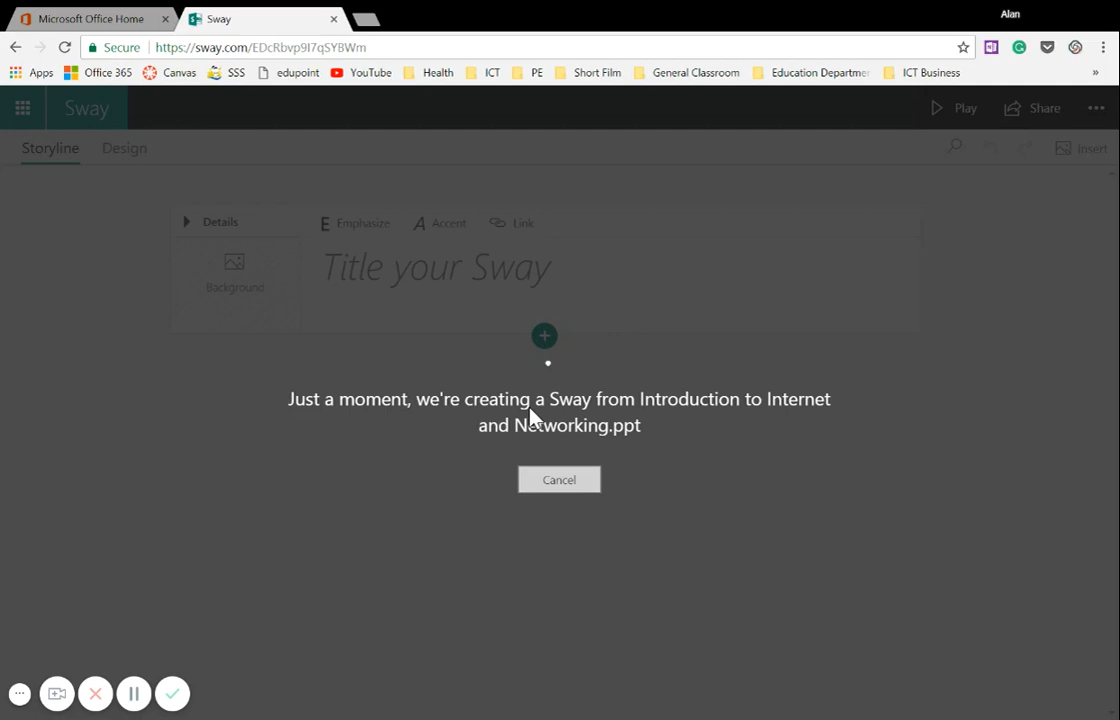 Alan
Microsoft Office Home
Sway
Secure https://sway.com/EDcRbvp9I7qSYBWm
Apps Office 365 Canvas SSS edupoint YouTube Health ICT PE Short Film General Classroom Education Departmen ICT Business »
Sway Play Share
Storyline Design Insert
Details E Emphasize A Accent Link
Background
Title your Sway
Just a moment, we're creating a Sway from Introduction to Internet
and Networking.ppt
Cancel